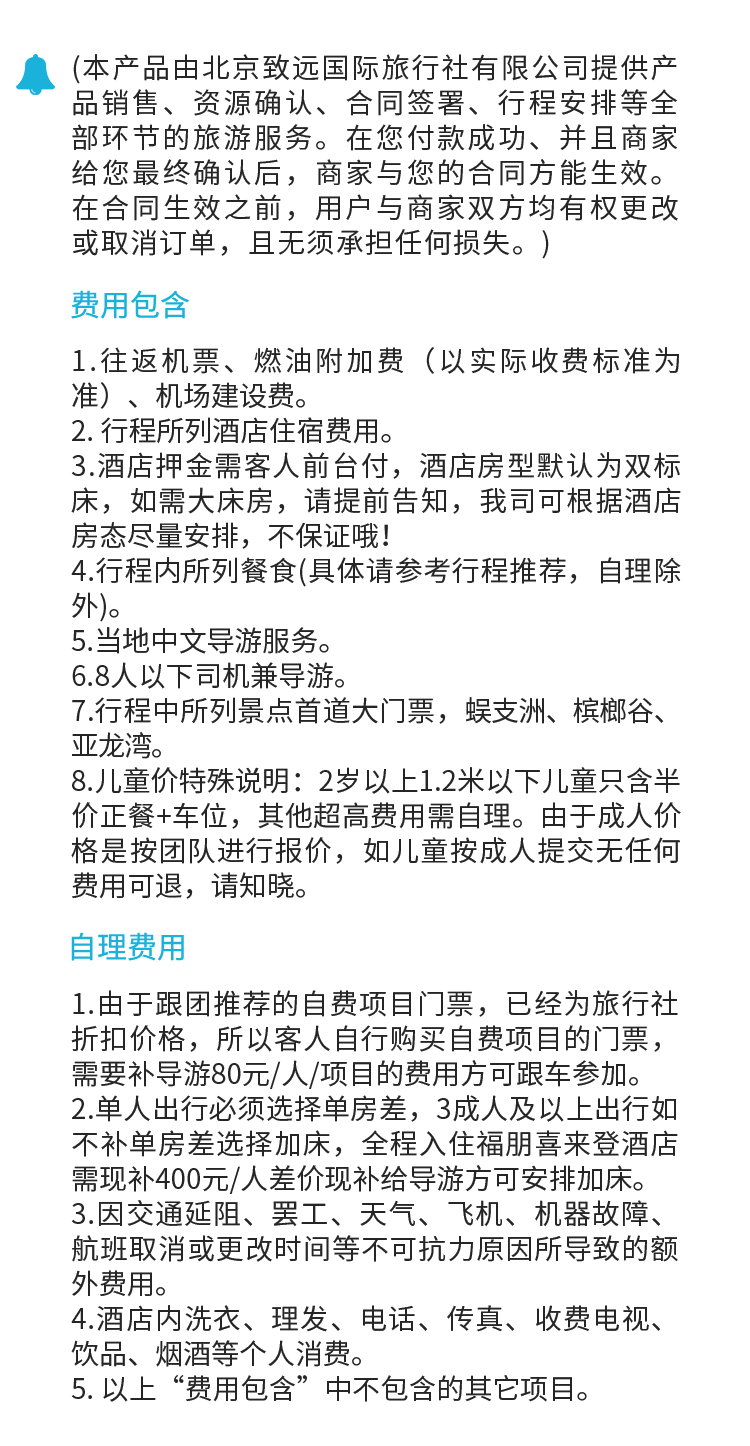 (本产品由北京致远国际旅行社有限公司提供产
品销售、资源确认、合同签署、行程安排等全
部环节的旅游服务。在您付款成功、并且商家
给您最终确认后，商家与您的合同方能生效。
在合同生效之前，用户与商家双方均有权更改
或取消订单，且无须承担任何损失。)
费用包含
1.往返机票、燃油附加费（以实际收费标准为
准）、机场建设费。
2. 行程所列酒店住宿费用。
3.酒店押金需客人前台付，酒店房型默认为双标
床，如需大床房，请提前告知，我司可根据酒店
房态尽量安排，不保证哦！
4.行程内所列餐食(具体请参考行程推荐，自理除
外)。
5.当地中文导游服务。
6.8人以下司机兼导游。
7.行程中所列景点首道大门票，蜈支洲、槟榔谷、
亚龙湾。
8.儿童价特殊说明：2岁以上1.2米以下儿童只含半
价正餐+车位，其他超高费用需自理。由于成人价
格是按团队进行报价，如儿童按成人提交无任何
费用可退，请知晓。
自理费用
1.由于跟团推荐的自费项目门票，已经为旅行社
折扣价格，所以客人自行购买自费项目的门票，
需要补导游80元/人/项目的费用方可跟车参加。
2.单人出行必须选择单房差，3成人及以上出行如
不补单房差选择加床，全程入住福朋喜来登酒店
需现补400元/人差价现补给导游方可安排加床。
3.因交通延阻、罢工、天气、飞机、机器故障、
航班取消或更改时间等不可抗力原因所导致的额
外费用。
4.酒店内洗衣、理发、电话、传真、收费电视、
饮品、烟酒等个人消费。
5. 以上“费用包含”中不包含的其它项目。